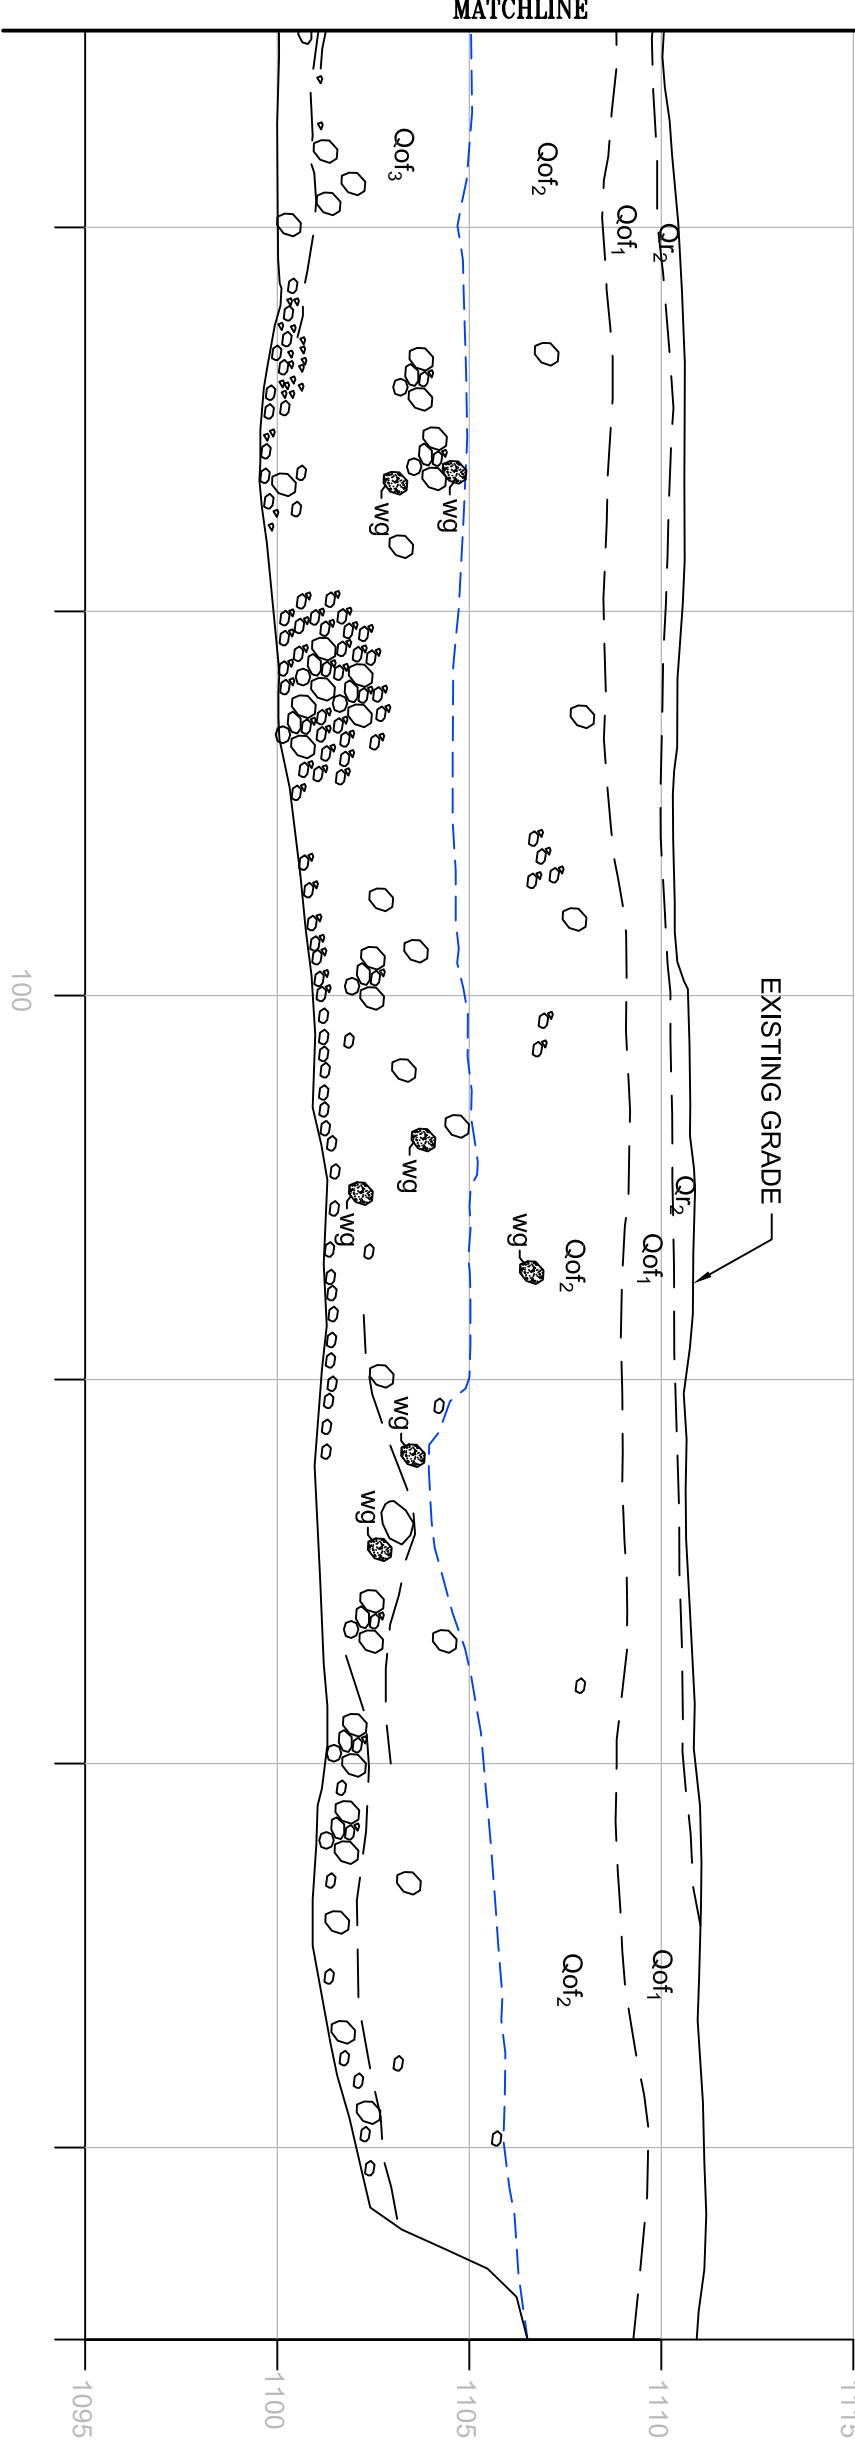 MATCHLINE
Qof3
Qof2
Qof1
Qr2
wg
wg
100
EXISTING GRADE
Qr2
wg
wg
wg
Qof2
Qof1
wg
wg
Qof2
Qof1
1095
1100
1105
1110
1115